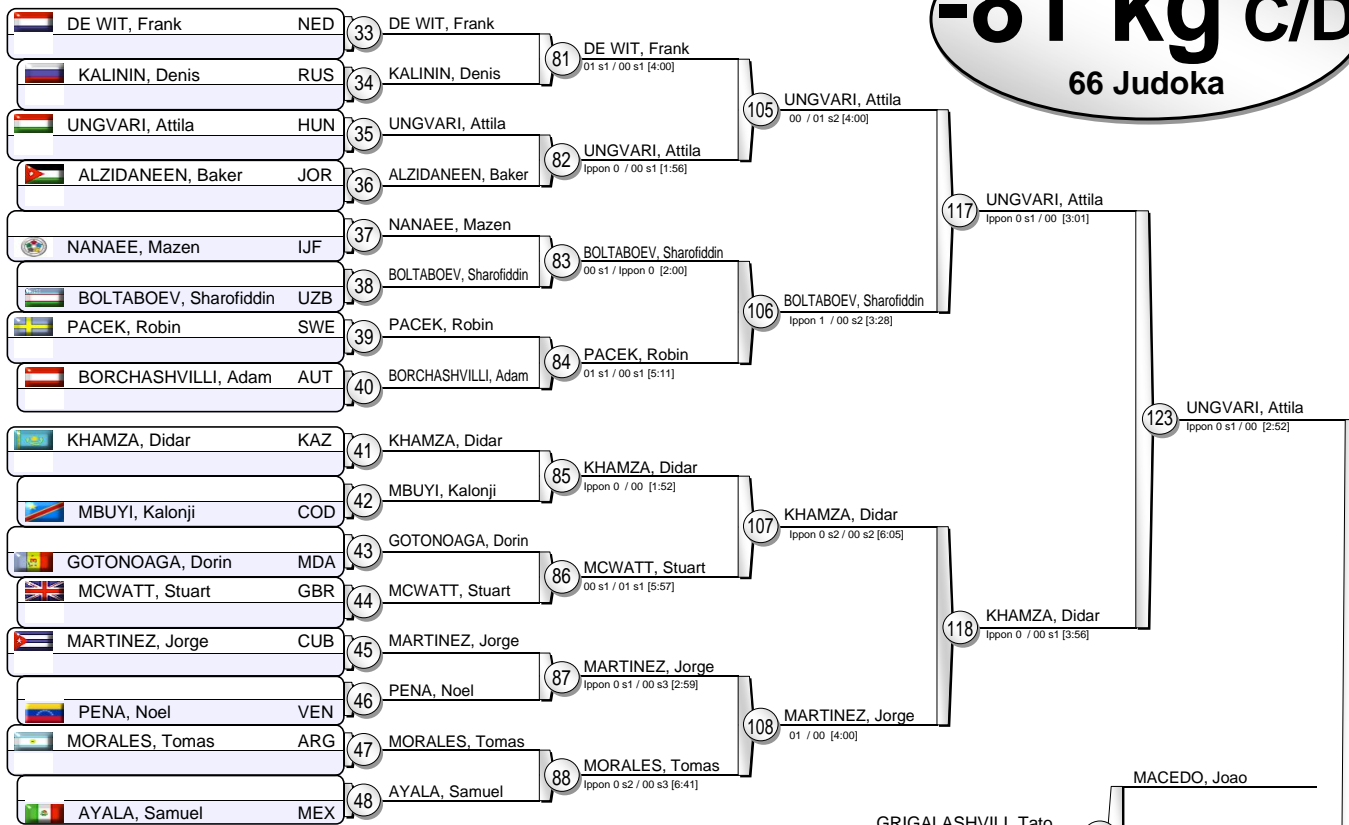 -81 kg C/D
66 Judoka
DE WIT, Frank NED
KALININ, Denis RUS
UNGVARI, Attila HUN
ALZIDANEEN, Baker JOR
NANAEE, Mazen IJF
BOLTABOEV, Sharofiddin UZB
PACEK, Robin SWE
BORCHASHVILLI, Adam AUT
KHAMZA, Didar KAZ
MBUYI, Kalonji COD
GOTONOAGA, Dorin MDA
MCWATT, Stuart GBR
MARTINEZ, Jorge CUB
PENA, Noel VEN
MORALES, Tomas ARG
AYALA, Samuel MEX
33 DE WIT, Frank
34 KALININ, Denis
35 UNGVARI, Attila
36 ALZIDANEEN, Baker
37 NANAEE, Mazen
38 BOLTABOEV, Sharofiddin
39 PACEK, Robin
40 BORCHASHVILLI, Adam
41 KHAMZA, Didar
42 MBUYI, Kalonji
43 GOTONOAGA, Dorin
44 MCWATT, Stuart
45 MARTINEZ, Jorge
46 PENA, Noel
47 MORALES, Tomas
48 AYALA, Samuel
81 DE WIT, Frank
01 s1 / 00 s1 [4:00]
82 UNGVARI, Attila
Ippon 0 / 00 s1 [1:56]
83 BOLTABOEV, Sharofiddin
00 s1 / Ippon 0 [2:00]
84 PACEK, Robin
01 s1 / 00 s1 [5:11]
85 KHAMZA, Didar
Ippon 0 / 00 [1:52]
86 MCWATT, Stuart
00 s1 / 01 s1 [5:57]
87 MARTINEZ, Jorge
Ippon 0 s1 / 00 s3 [2:59]
88 MORALES, Tomas
Ippon 0 s2 / 00 s3 [6:41]
105 UNGVARI, Attila
00 / 01 s2 [4:00]
106 BOLTABOEV, Sharofiddin
Ippon 1 / 00 s2 [3:28]
107 KHAMZA, Didar
Ippon 0 s2 / 00 s2 [6:05]
108 MARTINEZ, Jorge
01 / 00 [4:00]
117 UNGVARI, Attila
Ippon 0 s1 / 00 [3:01]
118 KHAMZA, Didar
Ippon 0 / 00 s1 [3:56]
123 UNGVARI, Attila
Ippon 0 s1 / 00 [2:52]
MACEDO, Joao
GRIGALASHVILI, Tato